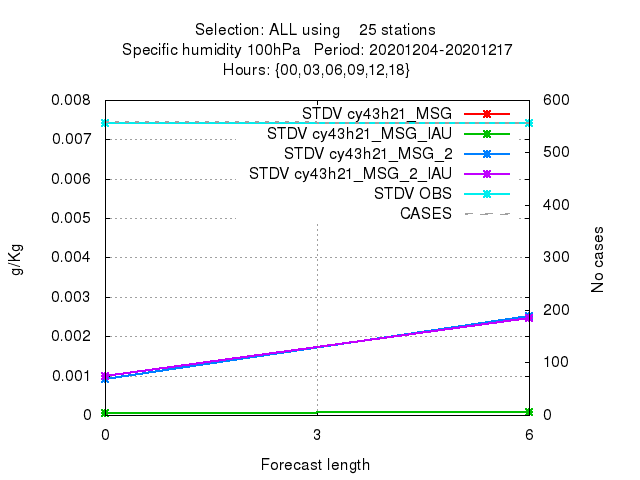 Selection: ALL using 25 stations
Specific humidity 100hPa Period: 20201204-20201217
Hours: {00,03,06,09,12,18}
STDV cy43h21_MSG
STDV cy43h21_MSG_IAU
STDV cy43h21_MSG_2
STDV cy43h21_MSG_2_IAU
STDV OBS
CASES
0.008
0.007
0.006
0.005
0.004
0.003
0.002
0.001
0
g/Kg
600
500
400
300
200
100
0
No cases
0 3 6
Forecast length